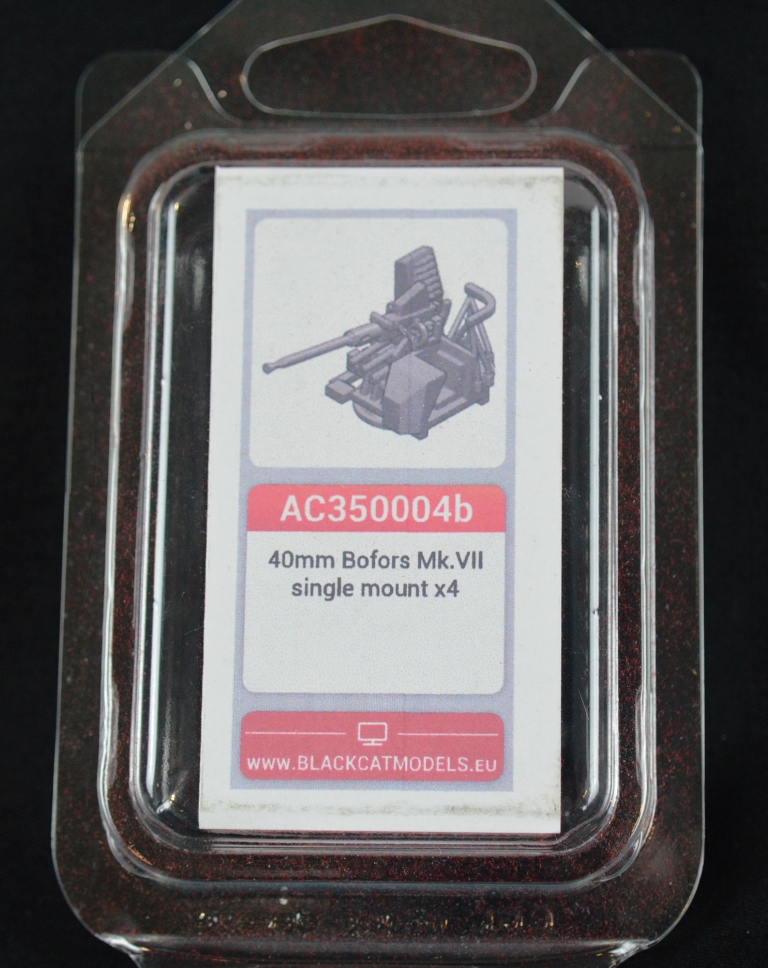 AC350004b
40mm Bofors Mk.VII
single mount x4
WWW.BLACKCATMODELS.EU